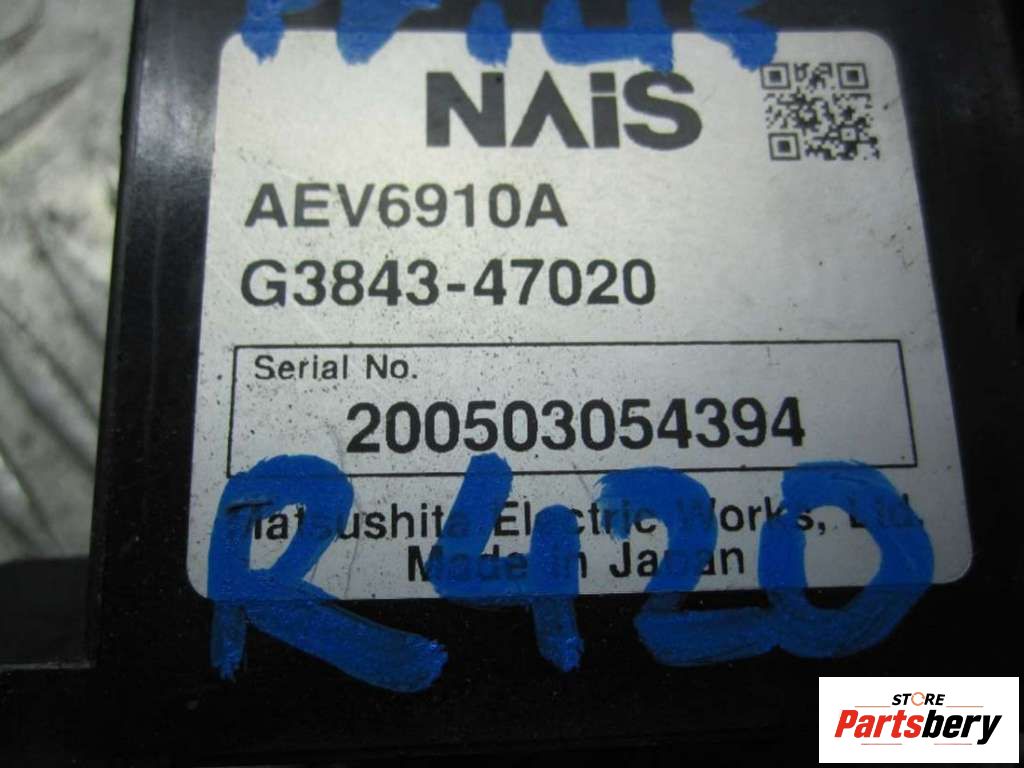 NAiS
AEV6910A
G3843-47020
Serial No.
200503054394
Matsushita Electric Works, Ltd.
Made in Japan
R420
STORE
Partsbery